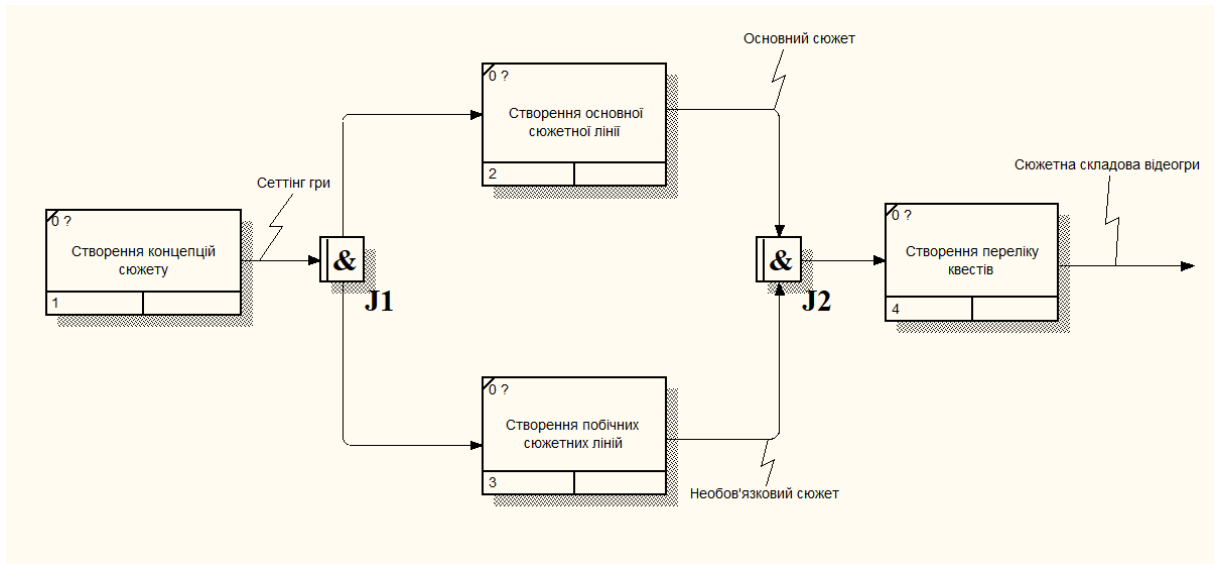 Сеттінг гри
0 ?
Створення концепцій
сюжету
1
&
J1
0 ?
Створення основної
сюжетної лінії
2
Основний сюжет
0 ?
Створення побічних
сюжетних ліній
3
Необов'язковий сюжет
&
J2
0 ?
Створення переліку
квестів
4
Сюжетна складова відеогри